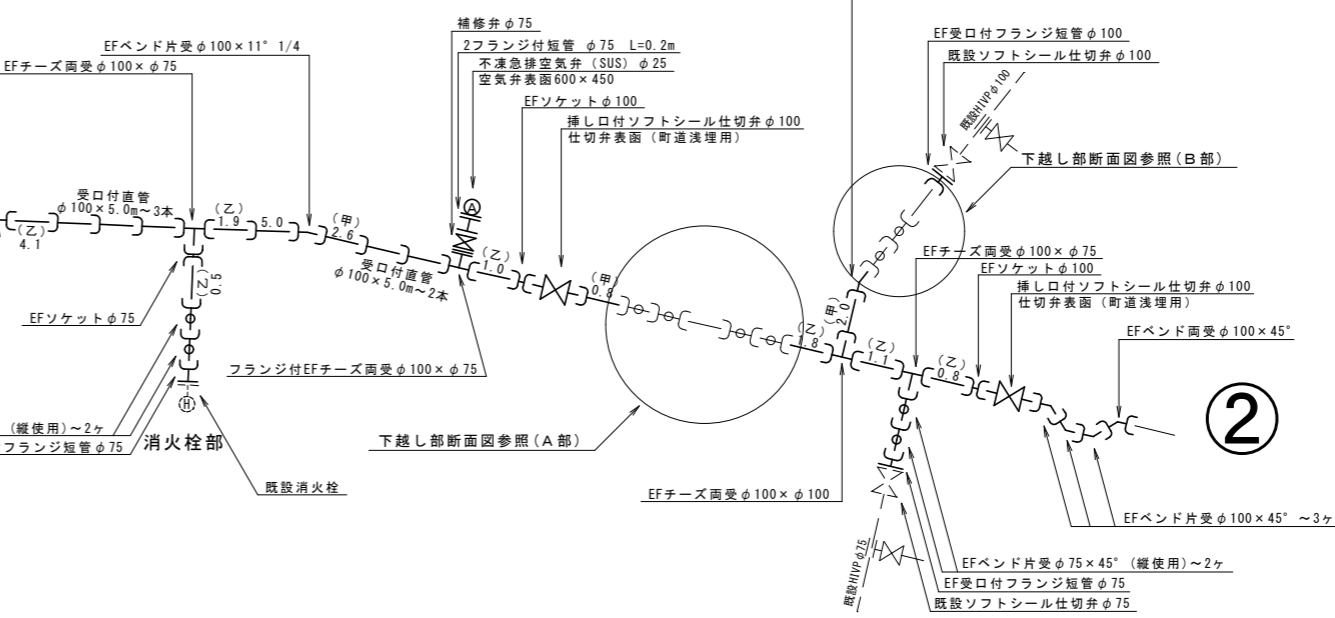 補修弁φ75
EFベンド片受φ100×11° 1/4
2フランジ付短管 φ75 L=0.2m
EFチーズ両受φ100×φ75
不凍急排空気弁（SUS）φ25
空気弁表函600×450
EFソケットφ100
挿し口付ソフトシール仕切弁φ100
仕切弁表函（町道浅埋用）
EF受口付フランジ短管φ100
既設ソフトシール仕切弁φ100
既設HIVPφ100
下越し部断面図参照(B部)
受口付直管
φ100×5.0m～3本
(乙)
4.1
(乙)
1.9
5.0
(甲)
2.6
A
受口付直管
φ100×5.0m～2本
(乙)
1.0
(甲)
0.8
(乙)
0.5
EFソケットφ75
フランジ付EFチーズ両受φ100×φ75
(乙)
1.8
(甲)
2.0
(乙)
1.1
(乙)
0.8
EFチーズ両受φ100×φ75
EFソケットφ100
挿し口付ソフトシール仕切弁φ100
仕切弁表函（町道浅埋用）
EFベンド両受φ100×45°
②
H
（縦使用)～2ケ
フランジ短管φ75
消火栓部
既設消火栓
下越し部断面図参照(A部)
EFチーズ両受φ100×φ100
EFベンド片受φ100×45° ～3ケ
既設HIVPφ75
EFベンド片受φ75×45°（縦使用)～2ケ
EF受口付フランジ短管φ75
既設ソフトシール仕切弁φ75